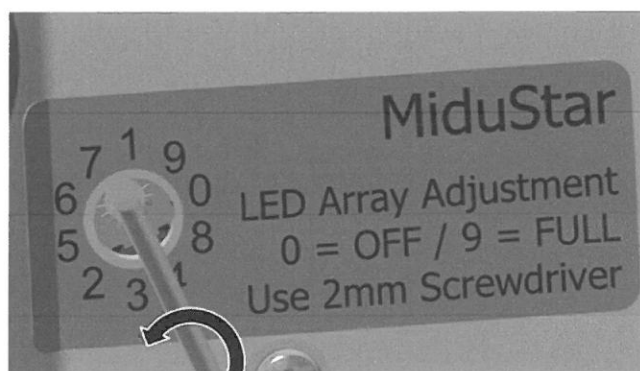 MiduStar
7 1 9
6 0
5 8
2 3
LED Array Adjustment
0 = OFF / 9 = FULL
Use 2mm Screwdriver